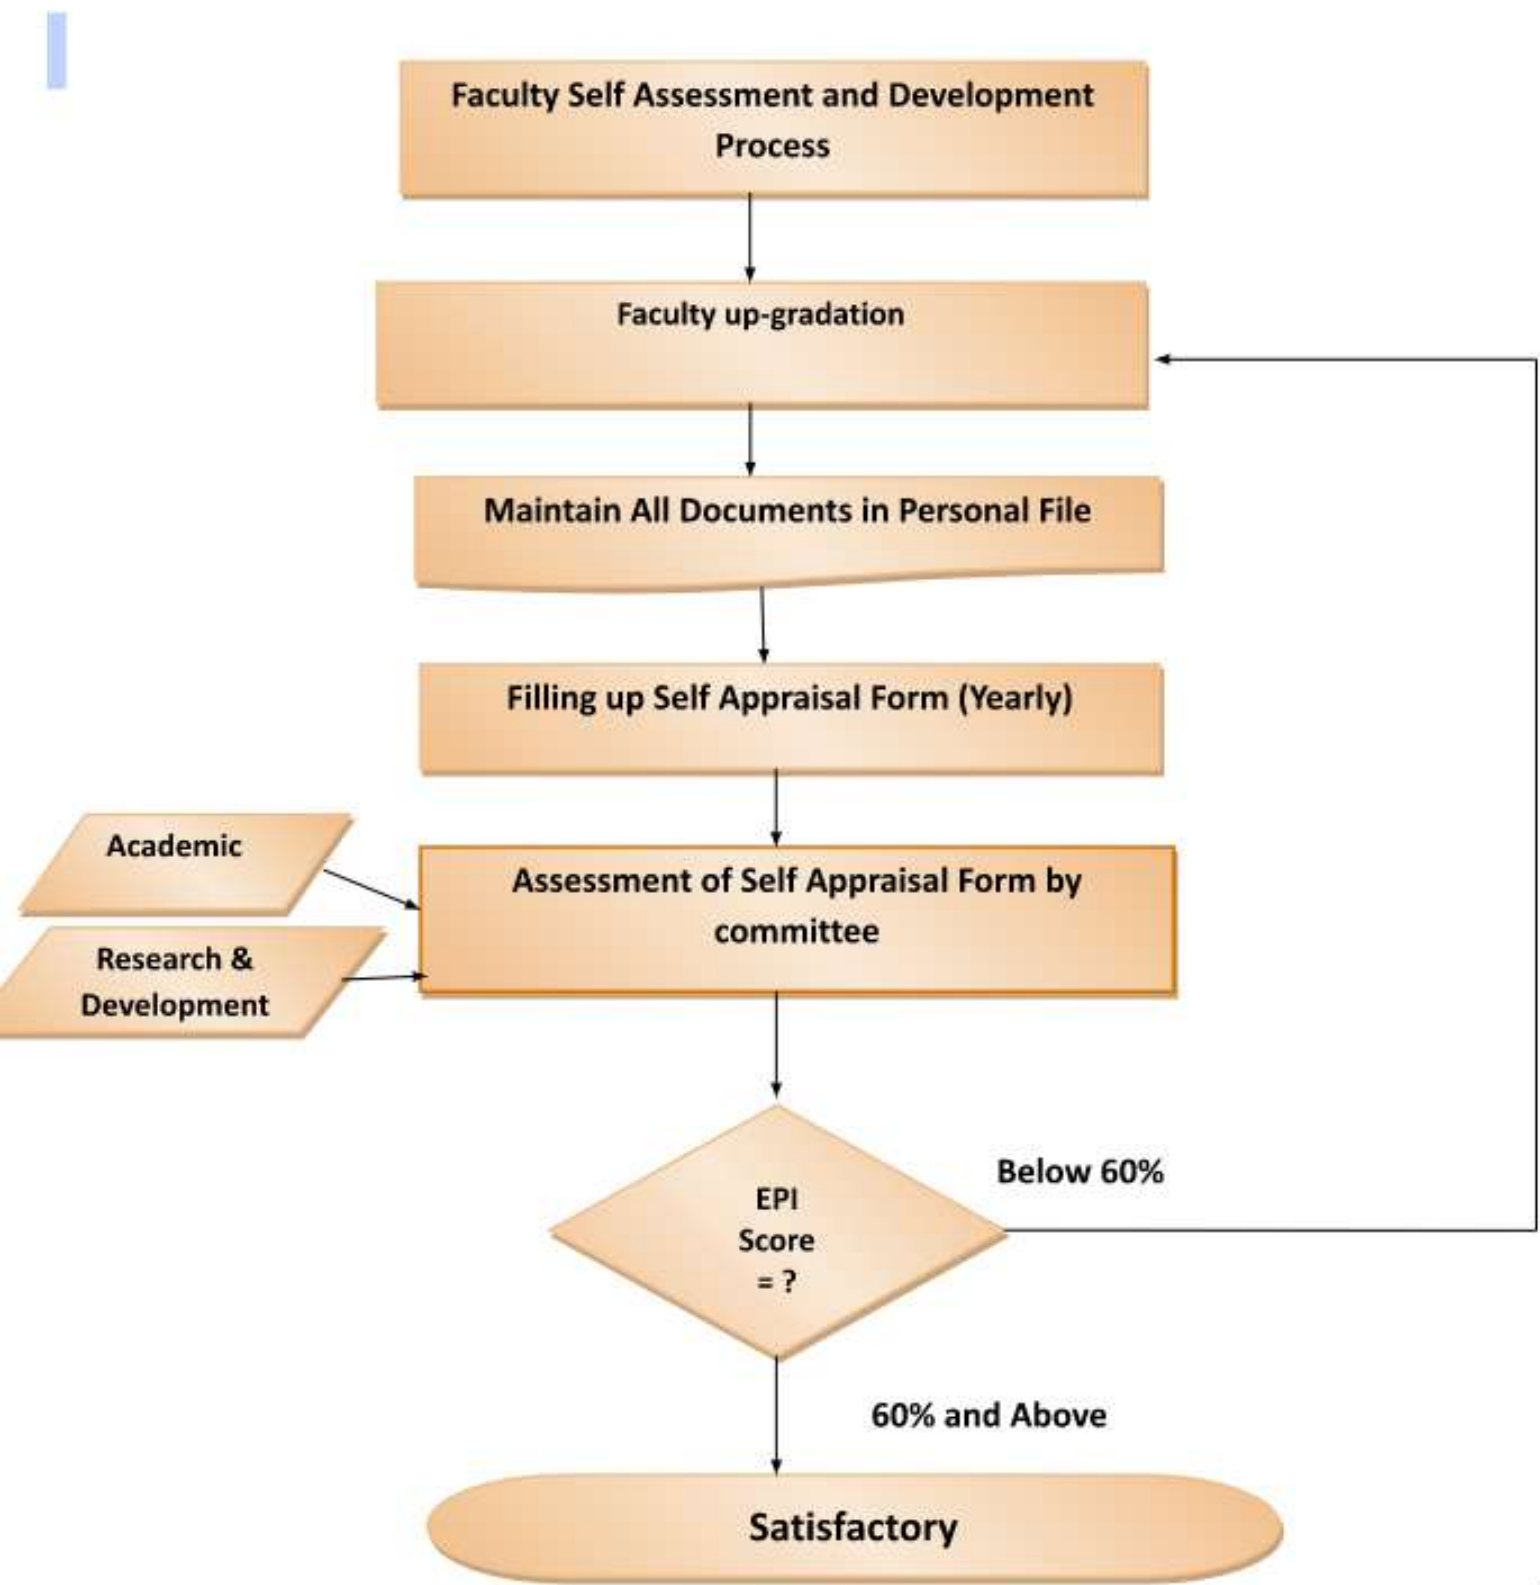 Faculty Self Assessment and Development
Process
Faculty up-gradation
Maintain All Documents in Personal File
Filling up Self Appraisal Form (Yearly)
Academic
Assessment of Self Appraisal Form by
committee
Research &
Development
EPI
Score
= ?
Below 60%
60% and Above
Satisfactory